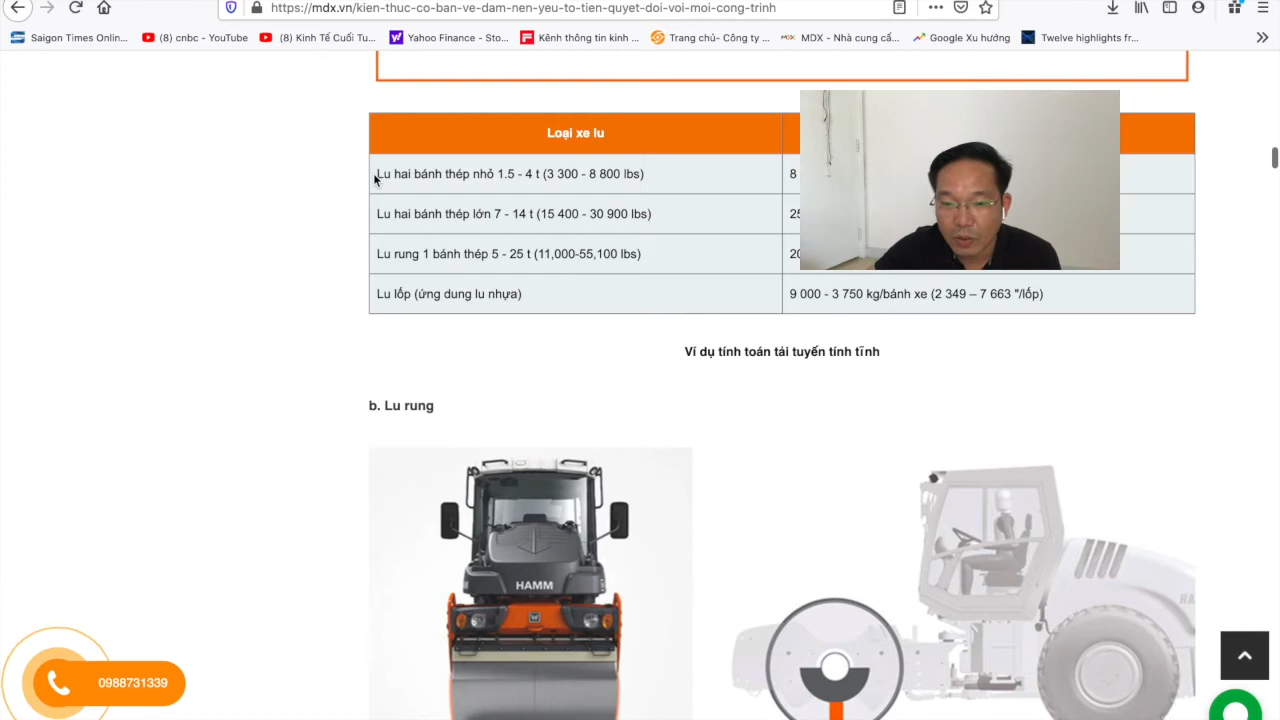 https://mdx.vn/kien-thuc-co-ban-ve-dam-nen-yeu-to-tien-quyet-doi-voi-moi-cong-trinh
Saigon Times Onlin... (8) cnbc - YouTube (8) Kinh Tế Cuối Tu... Yahoo Finance - Sto... Kênh thông tin kinh ... Trang chủ- Công ty ... MDX - Nhà cung cấ... Google Xu hướng Twelve highlights fr...
Loại xe lu
Lu hai bánh thép nhỏ 1.5 - 4 t (3 300 - 8 800 lbs) 8
Lu hai bánh thép lớn 7 - 14 t (15 400 - 30 900 lbs) 25
Lu rung 1 bánh thép 5 - 25 t (11,000-55,100 lbs) 20
Lu lốp (ứng dung lu nhựa) 9 000 - 3 750 kg/bánh xe (2 349 – 7 663 "/lốp)
Ví dụ tính toán tải tuyến tính tĩnh
b. Lu rung
HAMM
HA
0988731339